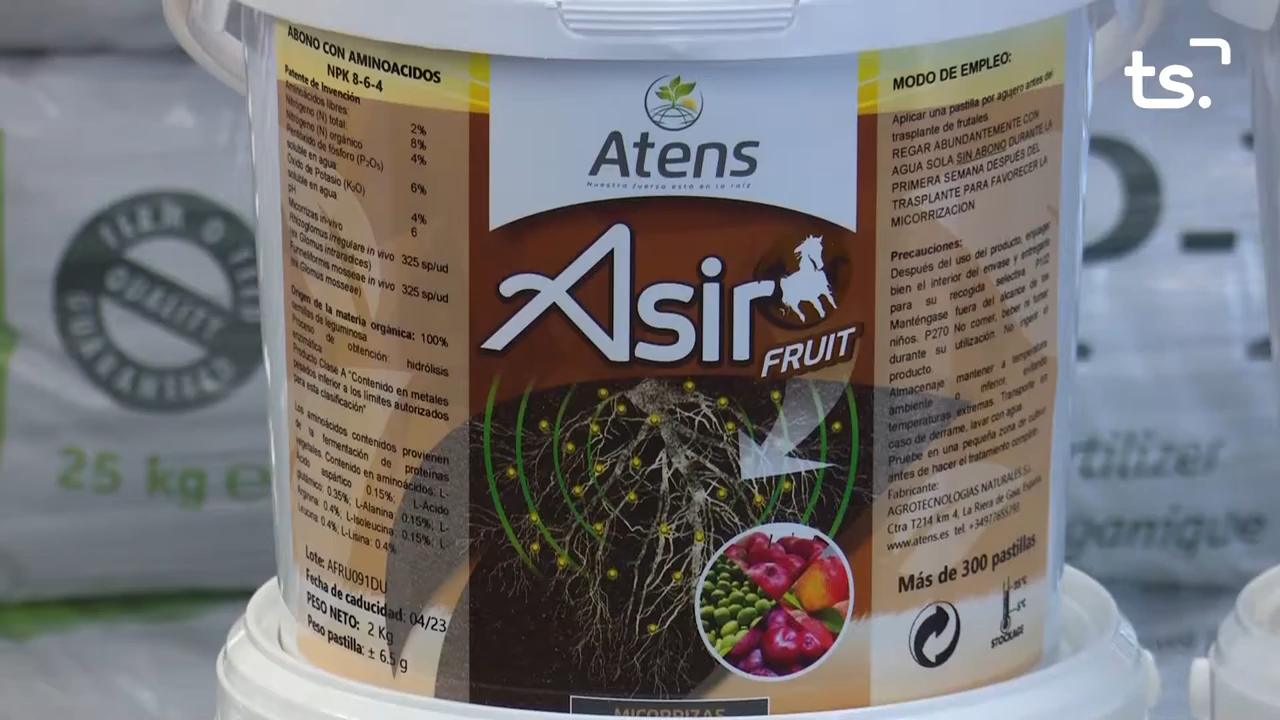 ts.
ABONO CON AMINOACIDOS
NPK 8-6-4
Patente de Invención
Aminoácidos libres: 2%
Nitrógeno (N) total: 8%
Nitrógeno (N) orgánico 4%
Pentóxido de fósforo (P₂O₅)
soluble en agua: 6%
Oxido de Potasio (K₂O)
soluble en agua 4%
pH 6
Micorrizas in-vivo
Rhizoglomus irregulare in vivo 325 sp/ud
(ex Glomus intraradices)
Funneliformis mosseae in vivo 325 sp/ud
(ex Glomus mosseae)
Origen de la materia orgánica: 100%
semillas de leguminosa
Proceso de obtención: hidrólisis
enzimática
Producto Clase A "Contenido en metales
pesados inferior a los límites autorizados
para esta clasificación"
Los aminoácidos contenidos provienen
de la fermentación de proteínas
vegetales. Contenido en aminoácidos. L-
Ácido aspártico 0.15%, L-Ácido
glutámico: 0.35%, L-Alanina 0.15%, L-
Arginina: 0.4%, L-Isoleucina: 0.15%; L-
Leucina: 0.4%, L-Lisina: 0.4%
Lote: AFRU091DU
Fecha de caducidad: 04/23
PESO NETO: 2 Kg
Peso pastilla: ± 6.5 g
Atens
Nuestra fuerza está en la raíz
Asir
FRUIT
MICORRIZAS
MODO DE EMPLEO:
Aplicar una pastilla por agujero antes del
trasplante de frutales
REGAR ABUNDANTEMENTE CON
AGUA SOLA SIN ABONO DURANTE LA
PRIMERA SEMANA DESPUÉS DEL
TRASPLANTE PARA FAVORECER LA
MICORRIZACION
Precauciones:
Después del uso del producto, enjuagar
bien el interior del envase y entregarlo
para su recogida selectiva P102
Manténgase fuera del alcance de los
niños. P270 No comer, beber ni fumar
durante su utilización. No ingerir el
producto
Almacenaje mantener a temperatura
ambiente o inferior, evitando
temperaturas extremas. Transporte en
caso de derrame, lavar con agua
Pruebe en una pequeña zona de cultivo
antes de hacer el tratamiento completo
Fabricante:
AGROTECNOLOGIAS NATURALES S.L
Ctra T214 km 4, La Riera de Gaià, España
www.atens.es tel. +34977655293
Más de 300 pastillas
STOCKAGE
QUALITY
25 kg e
rtilizer
ganique